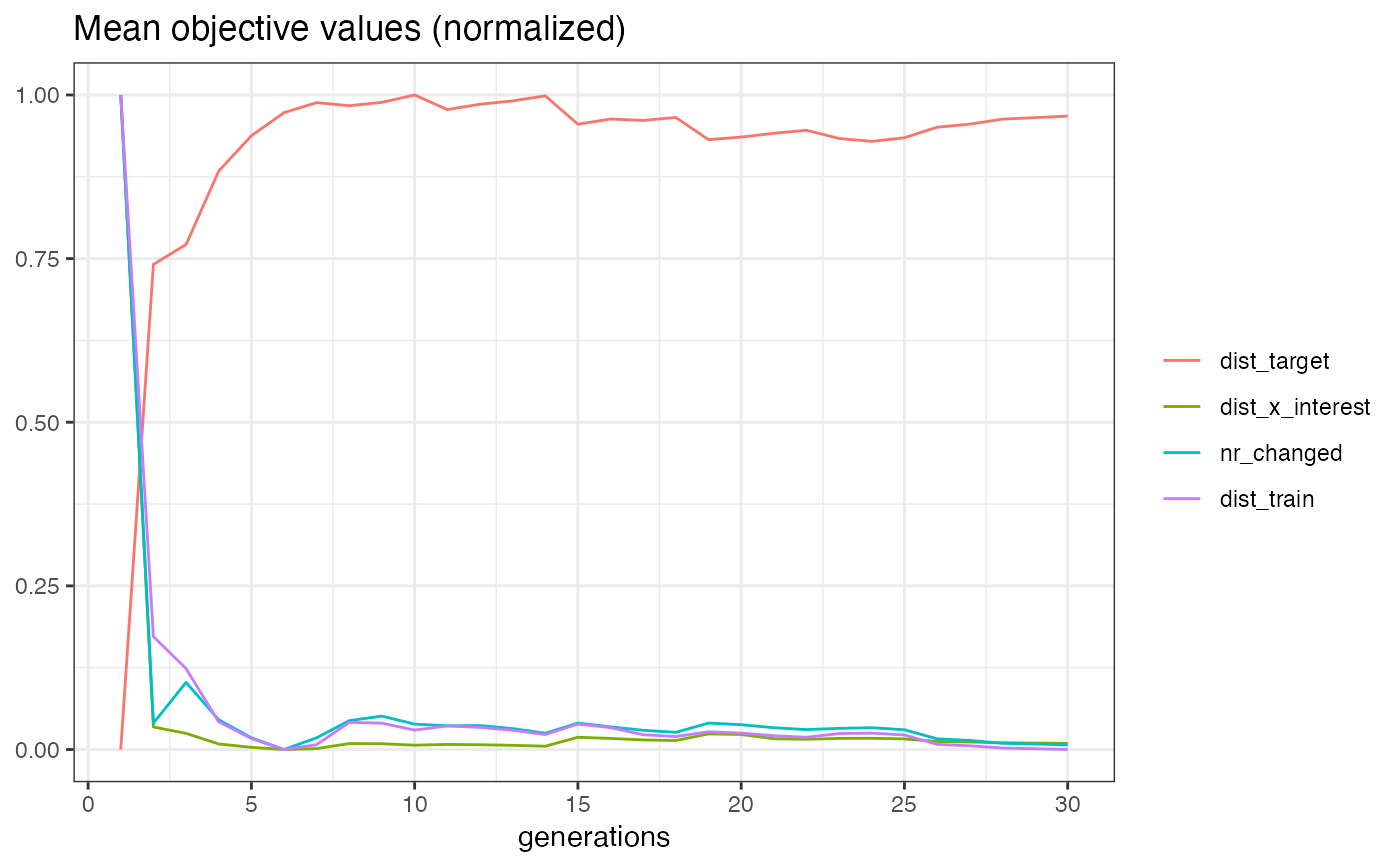 Mean objective values (normalized)
1.00
0.75
0.50
0.25
0.00
0 5 10 15 20 25 30
generations
dist_target
dist_x_interest
nr_changed
dist_train